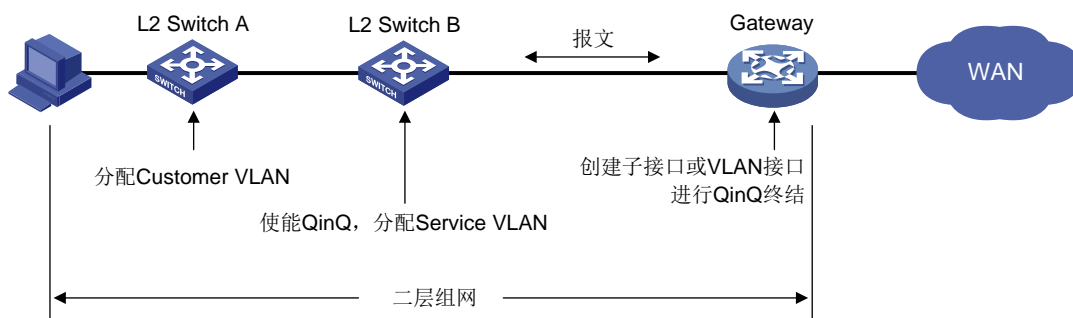 L2 Switch A
L2 Switch B
Gateway
报文
SWITCH
SWITCH
WAN
分配Customer VLAN
创建子接口或VLAN接口
进行QinQ终结
使能QinQ，分配Service VLAN
二层组网